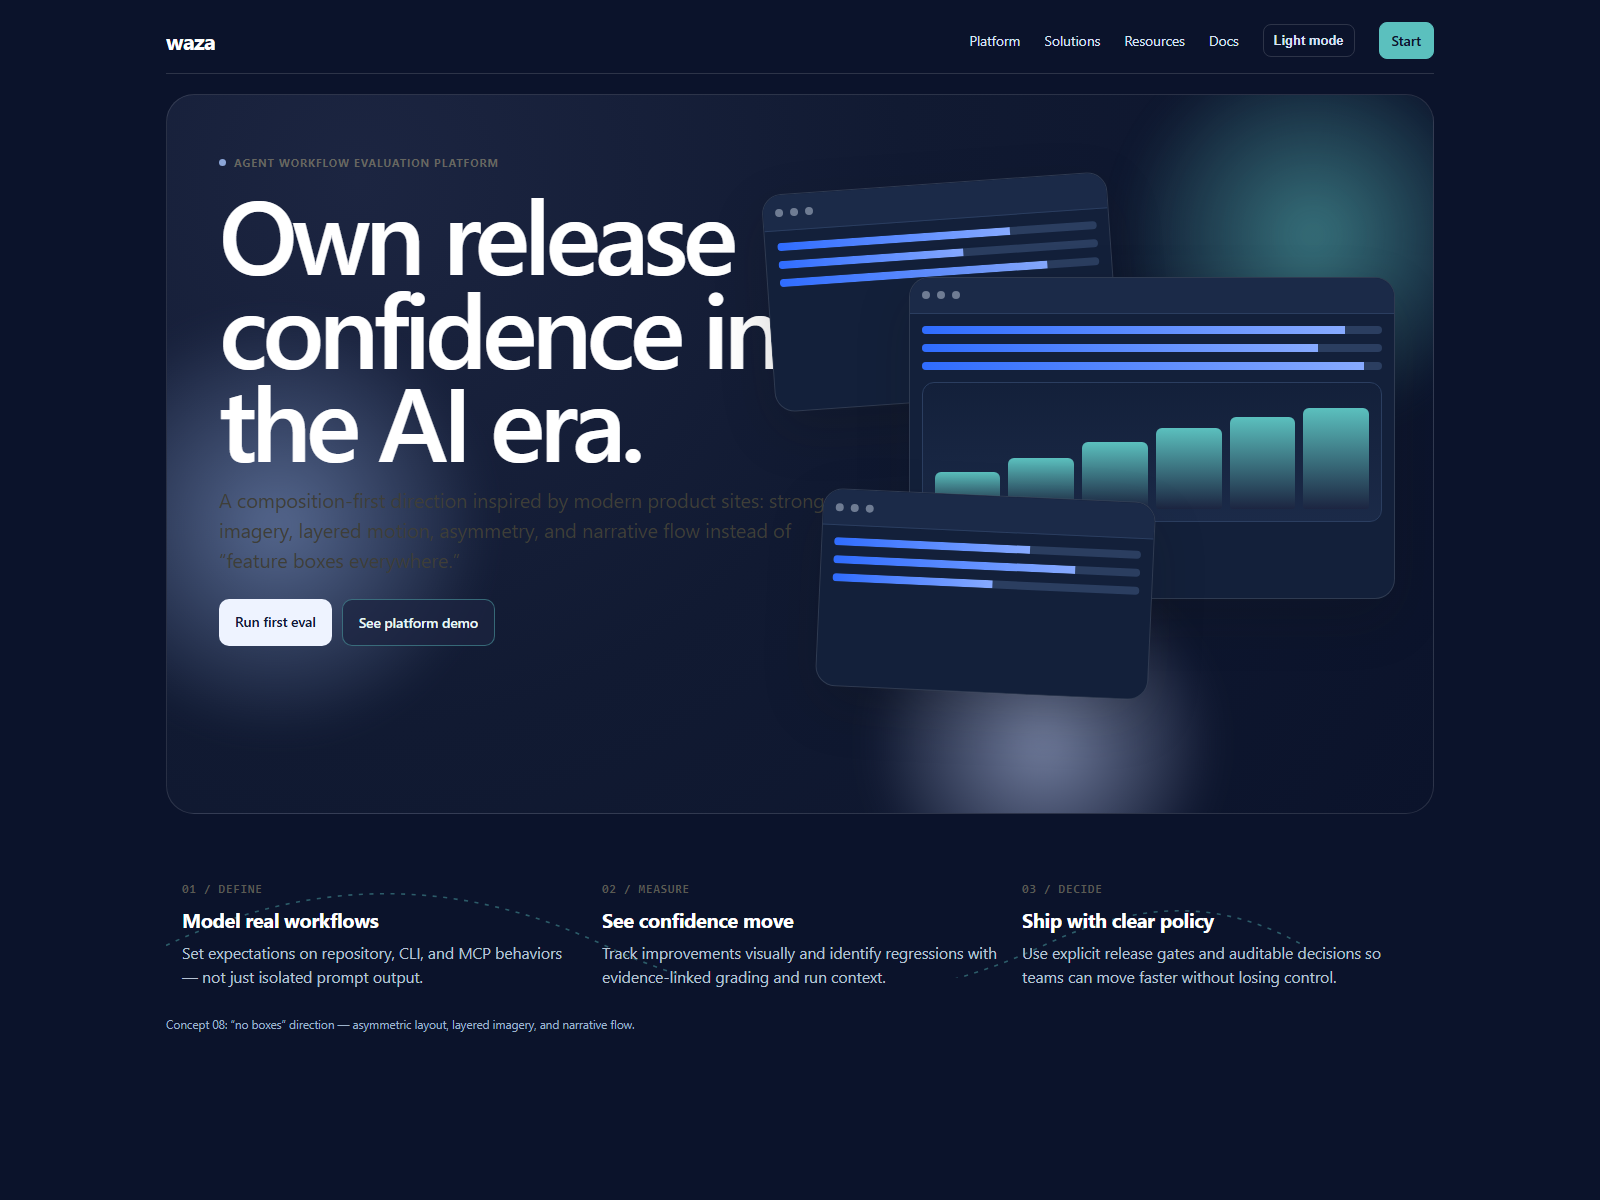 waza
Platform
Solutions
Resources
Docs
Light mode
Start
AGENT WORKFLOW EVALUATION PLATFORM
Own release
confidence in
the AI era.
A composition-first direction inspired by modern product sites: strong
imagery, layered motion, asymmetry, and narrative flow instead of
“feature boxes everywhere.”
Run first eval
See platform demo
01 / DEFINE
Model real workflows
Set expectations on repository, CLI, and MCP behaviors
— not just isolated prompt output.
02 / MEASURE
See confidence move
Track improvements visually and identify regressions with
evidence-linked grading and run context.
03 / DECIDE
Ship with clear policy
Use explicit release gates and auditable decisions so
teams can move faster without losing control.
Concept 08: “no boxes” direction — asymmetric layout, layered imagery, and narrative flow.